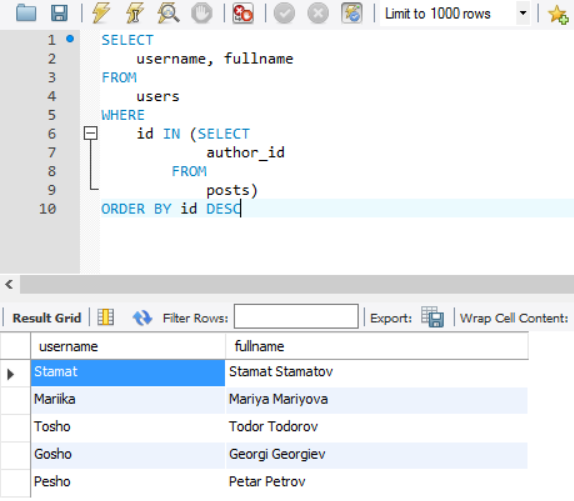 Limit to 1000 rows
1 SELECT
2 username, fullname
3 FROM
4 users
5 WHERE
6 id IN (SELECT
7 author_id
8 FROM
9 posts)
10 ORDER BY id DESC
Result Grid Filter Rows: Export: Wrap Cell Content:
username fullname
Stamat Stamat Stamatov
Mariika Mariya Mariyova
Tosho Todor Todorov
Gosho Georgi Georgiev
Pesho Petar Petrov